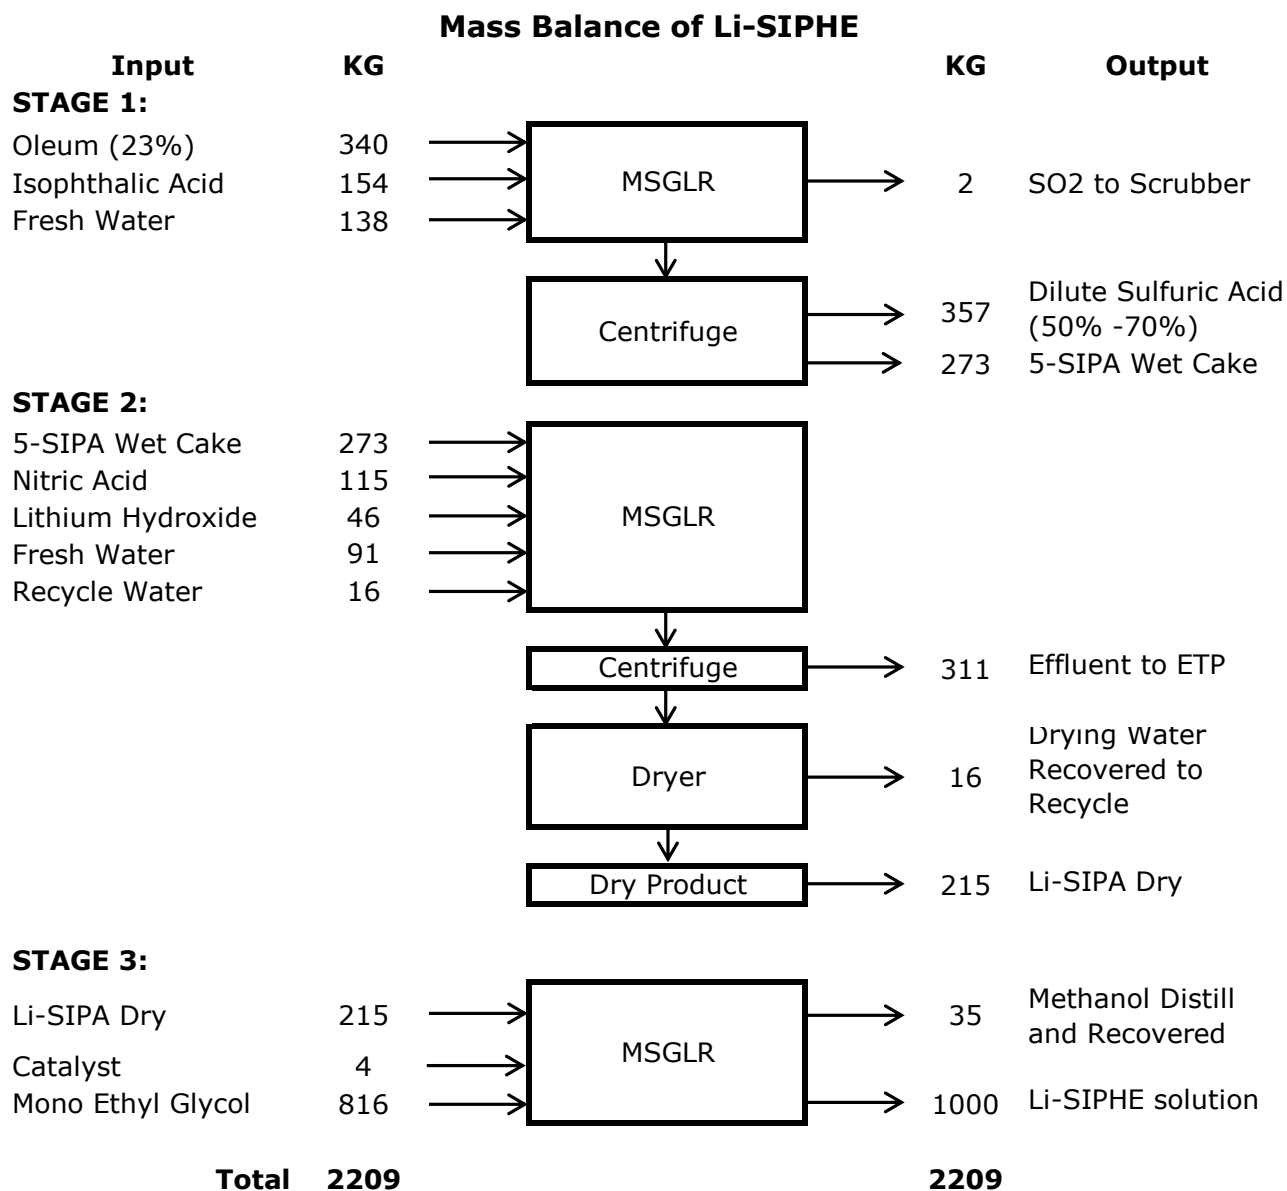 Mass Balance of Li-SIPHE
Input KG KG Output
STAGE 1:
Oleum (23%) 340
Isophthalic Acid 154 MSGLR 2 SO2 to Scrubber
Fresh Water 138
Centrifuge 357 Dilute Sulfuric Acid
(50% -70%)
273 5-SIPA Wet Cake
STAGE 2:
5-SIPA Wet Cake 273
Nitric Acid 115
Lithium Hydroxide 46 MSGLR
Fresh Water 91
Recycle Water 16
Centrifuge 311 Effluent to ETP
Dryer 16 Drying Water
Recovered to
Recycle
Dry Product 215 Li-SIPA Dry
STAGE 3:
Li-SIPA Dry 215 35 Methanol Distill
and Recovered
MSGLR
Catalyst 4
Mono Ethyl Glycol 816 1000 Li-SIPHE solution
Total 2209 2209